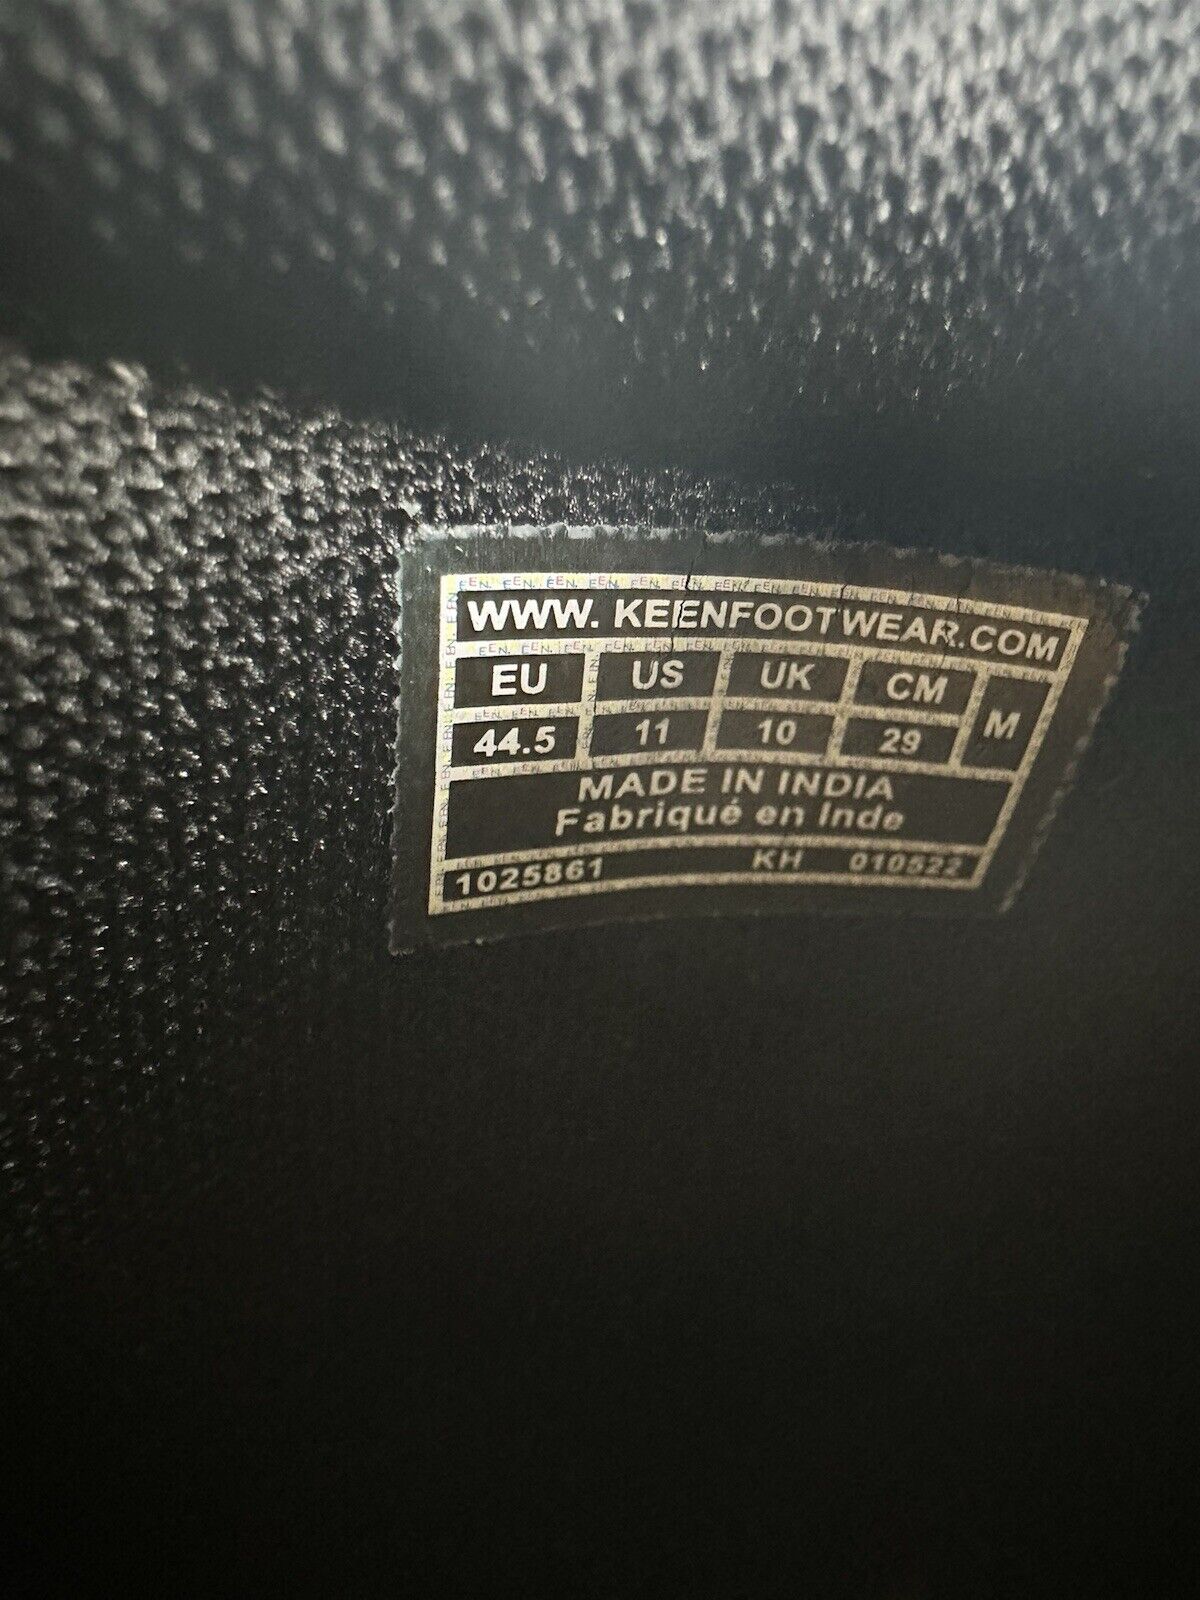 WWW. KEENFOOTWEAR.COM
EU US UK CM M
44.5 11 10 29
MADE IN INDIA
Fabriqué en Inde
1025861 KH 010522